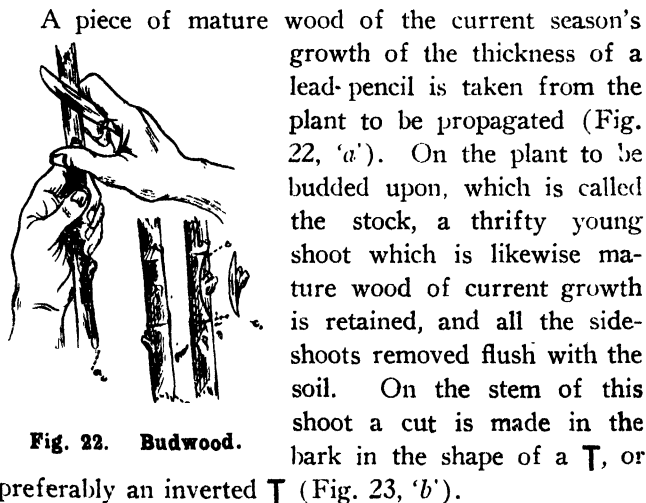 A piece of mature wood of the current season's
growth of the thickness of a
lead-pencil is taken from the
plant to be propagated (Fig.
22, ‘a’). On the plant to be
budded upon, which is called
the stock, a thrifty young
shoot which is likewise ma-
ture wood of current growth
is retained, and all the side-
shoots removed flush with the
soil. On the stem of this
shoot a cut is made in the
bark in the shape of a T, or
preferably an inverted T (Fig. 23, ‘b’).
Fig. 22. Budwood.